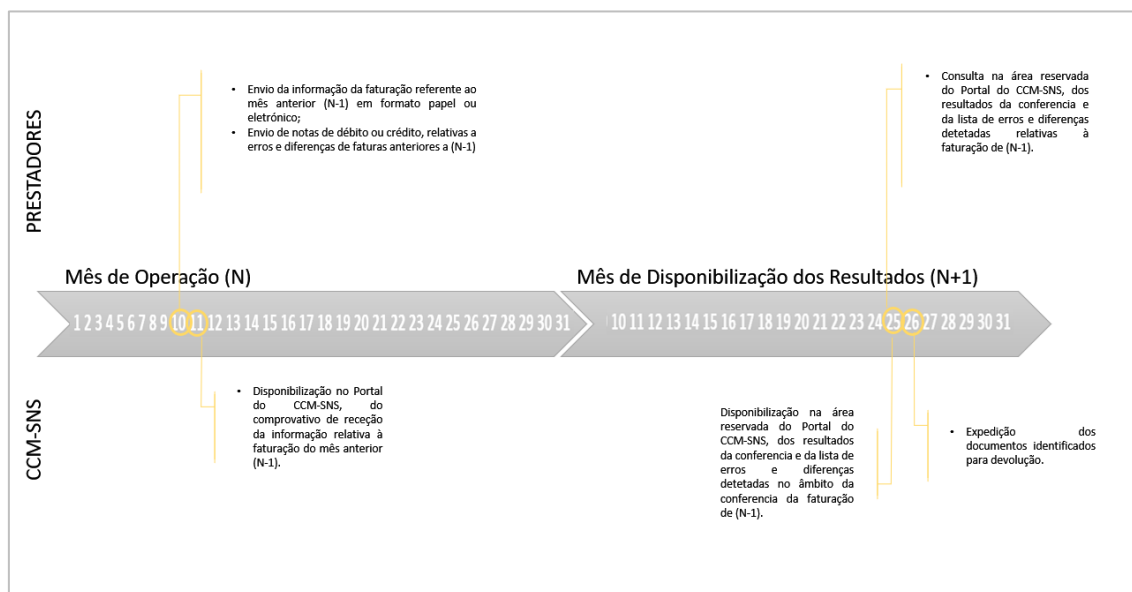 PRESTADORES
• Envio da informação da faturação referente ao
mês anterior (N-1) em formato papel ou
eletrónico;
• Envio de notas de débito ou crédito, relativas a
erros e diferenças de faturas anteriores a (N-1)
• Consulta na área reservada
do Portal do CCM-SNS, dos
resultados da conferencia e
da lista de erros e diferenças
detetadas relativas à
faturação de (N-1).
Mês de Operação (N)
Mês de Disponibilização dos Resultados (N+1)
1 2 3 4 5 6 7 8 9 10 11 12 13 14 15 16 17 18 19 20 21 22 23 24 25 26 27 28 29 30 31
10 11 12 13 14 15 16 17 18 19 20 21 22 23 24 25 26 27 28 29 30 31
CCM-SNS
• Disponibilização no Portal
do CCM-SNS, do
comprovativo de receção
da informação relativa à
faturação do mês anterior
(N-1).
Disponibilização na área
reservada do Portal do
CCM-SNS, dos resultados
da conferencia e da lista de
erros e diferenças
detetadas no âmbito da
conferencia da faturação
de (N-1).
• Expedição dos
documentos identificados
para devolução.